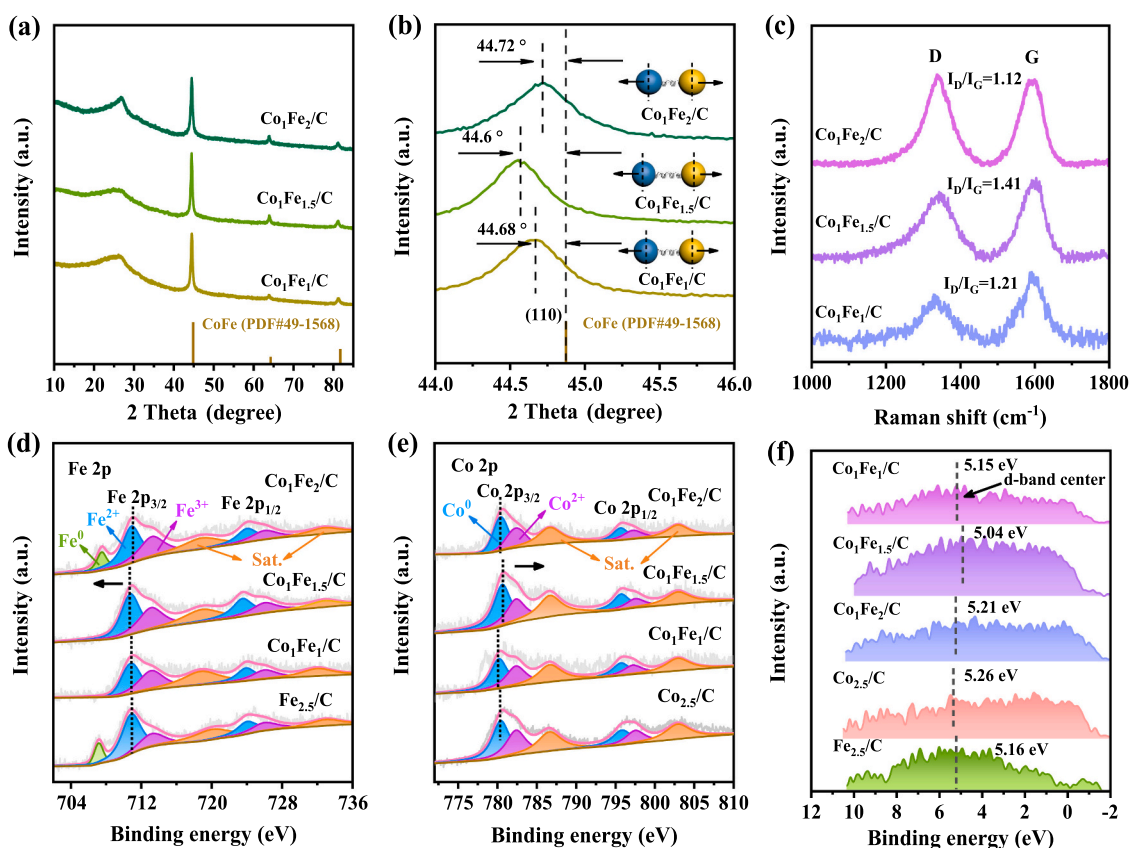 (a)
Co₁Fe₂/C
Co₁Fe₁.₅/C
Co₁Fe₁/C
CoFe (PDF#49-1568)
Intensity (a.u.)
10 20 30 40 50 60 70 80
2 Theta (degree)
(b)
44.72 °
Co₁Fe₂/C
44.6 °
Co₁Fe₁.₅/C
44.68 °
Co₁Fe₁/C
(110)
CoFe (PDF#49-1568)
Intensity (a.u.)
44.0 44.5 45.0 45.5 46.0
2 Theta (degree)
(c)
D G
I_D/I_G=1.12
Co₁Fe₂/C
I_D/I_G=1.41
Co₁Fe₁.₅/C
I_D/I_G=1.21
Co₁Fe₁/C
Intensity (a.u.)
1000 1200 1400 1600 1800
Raman shift (cm⁻¹)
(d)
Fe 2p
Co₁Fe₂/C
Fe 2p₃/₂
Fe 2p₁/₂
Fe³⁺
Fe²⁺
Fe⁰
Sat.
Co₁Fe₁.₅/C
Co₁Fe₁/C
Fe₂.₅/C
Intensity (a.u.)
704 712 720 728 736
Binding energy (eV)
(e)
Co 2p
Co 2p₃/₂
Co₁Fe₂/C
Co⁰
Co²⁺
Co 2p₁/₂
Sat.
Co₁Fe₁.₅/C
Co₁Fe₁/C
Co₂.₅/C
Intensity (a.u.)
775 780 785 790 795 800 805 810
Binding energy (eV)
(f)
Co₁Fe₁/C
5.15 eV
d-band center
Co₁Fe₁.₅/C
5.04 eV
Co₁Fe₂/C
5.21 eV
Co₂.₅/C
5.26 eV
Fe₂.₅/C
5.16 eV
Intensity (a.u.)
12 10 8 6 4 2 0 -2
Binding energy (eV)